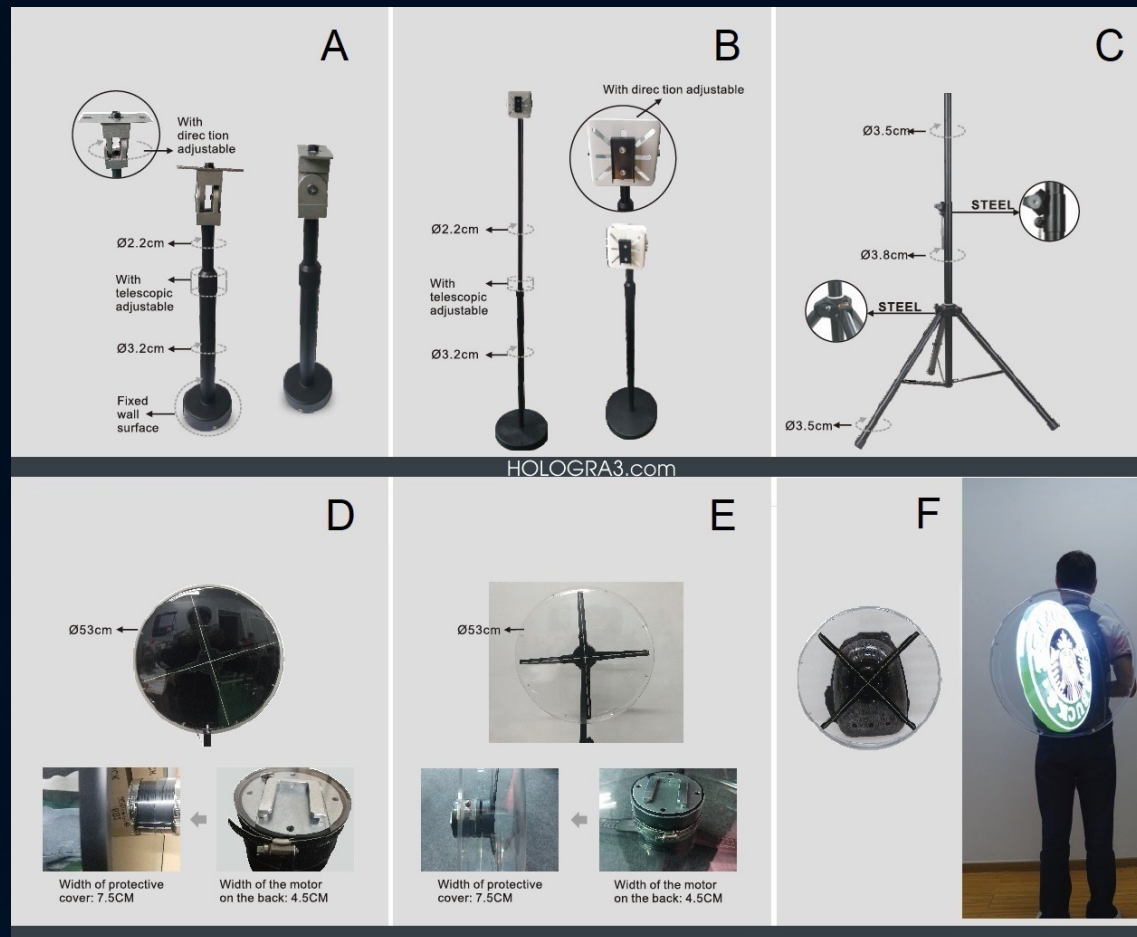 A
With
direc tion
adjustable
Ø2.2cm
With
telescopic
adjustable
Ø3.2cm
Fixed
wall
surface
B
With direc tion adjustable
Ø2.2cm
With
telescopic
adjustable
Ø3.2cm
C
Ø3.5cm
STEEL
Ø3.8cm
STEEL
Ø3.5cm
HOLOGRA3.com
D
Ø53cm
Width of protective
cover: 7.5CM
Width of the motor
on the back: 4.5CM
E
Ø53cm
Width of protective
cover: 7.5CM
Width of the motor
on the back: 4.5CM
F